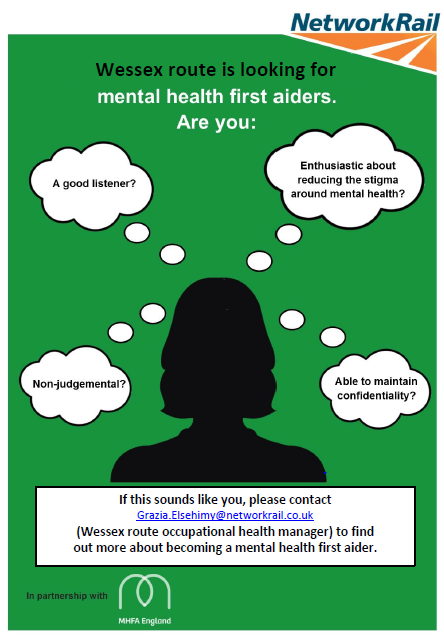 NetworkRail
Wessex route is looking for
mental health first aiders.
Are you:
A good listener?
Enthusiastic about
reducing the stigma
around mental health?
Non-judgemental?
Able to maintain
confidentiality?
If this sounds like you, please contact
Grazia.Elsehimy@networkrail.co.uk
(Wessex route occupational health manager) to find
out more about becoming a mental health first aider.
In partnership with
MHFA England